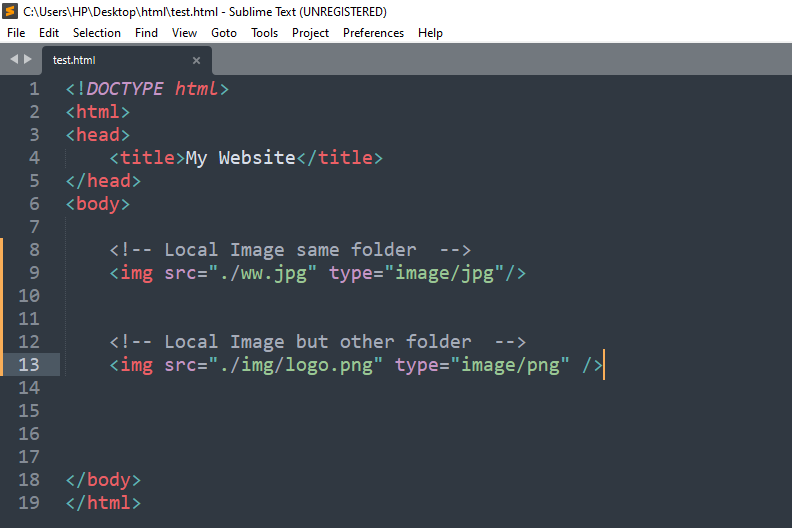 C:\Users\HP\Desktop\html\test.html - Sublime Text (UNREGISTERED)
File Edit Selection Find View Goto Tools Project Preferences Help
test.html
1 <!DOCTYPE html>
2 <html>
3 <head>
4     <title>My Website</title>
5 </head>
6 <body>
7
8     <!-- Local Image same folder  -->
9     <img src="./ww.jpg" type="image/jpg"/>
10
11
12     <!-- Local Image but other folder  -->
13     <img src="./img/logo.png" type="image/png" />
14
15
16
17
18 </body>
19 </html>